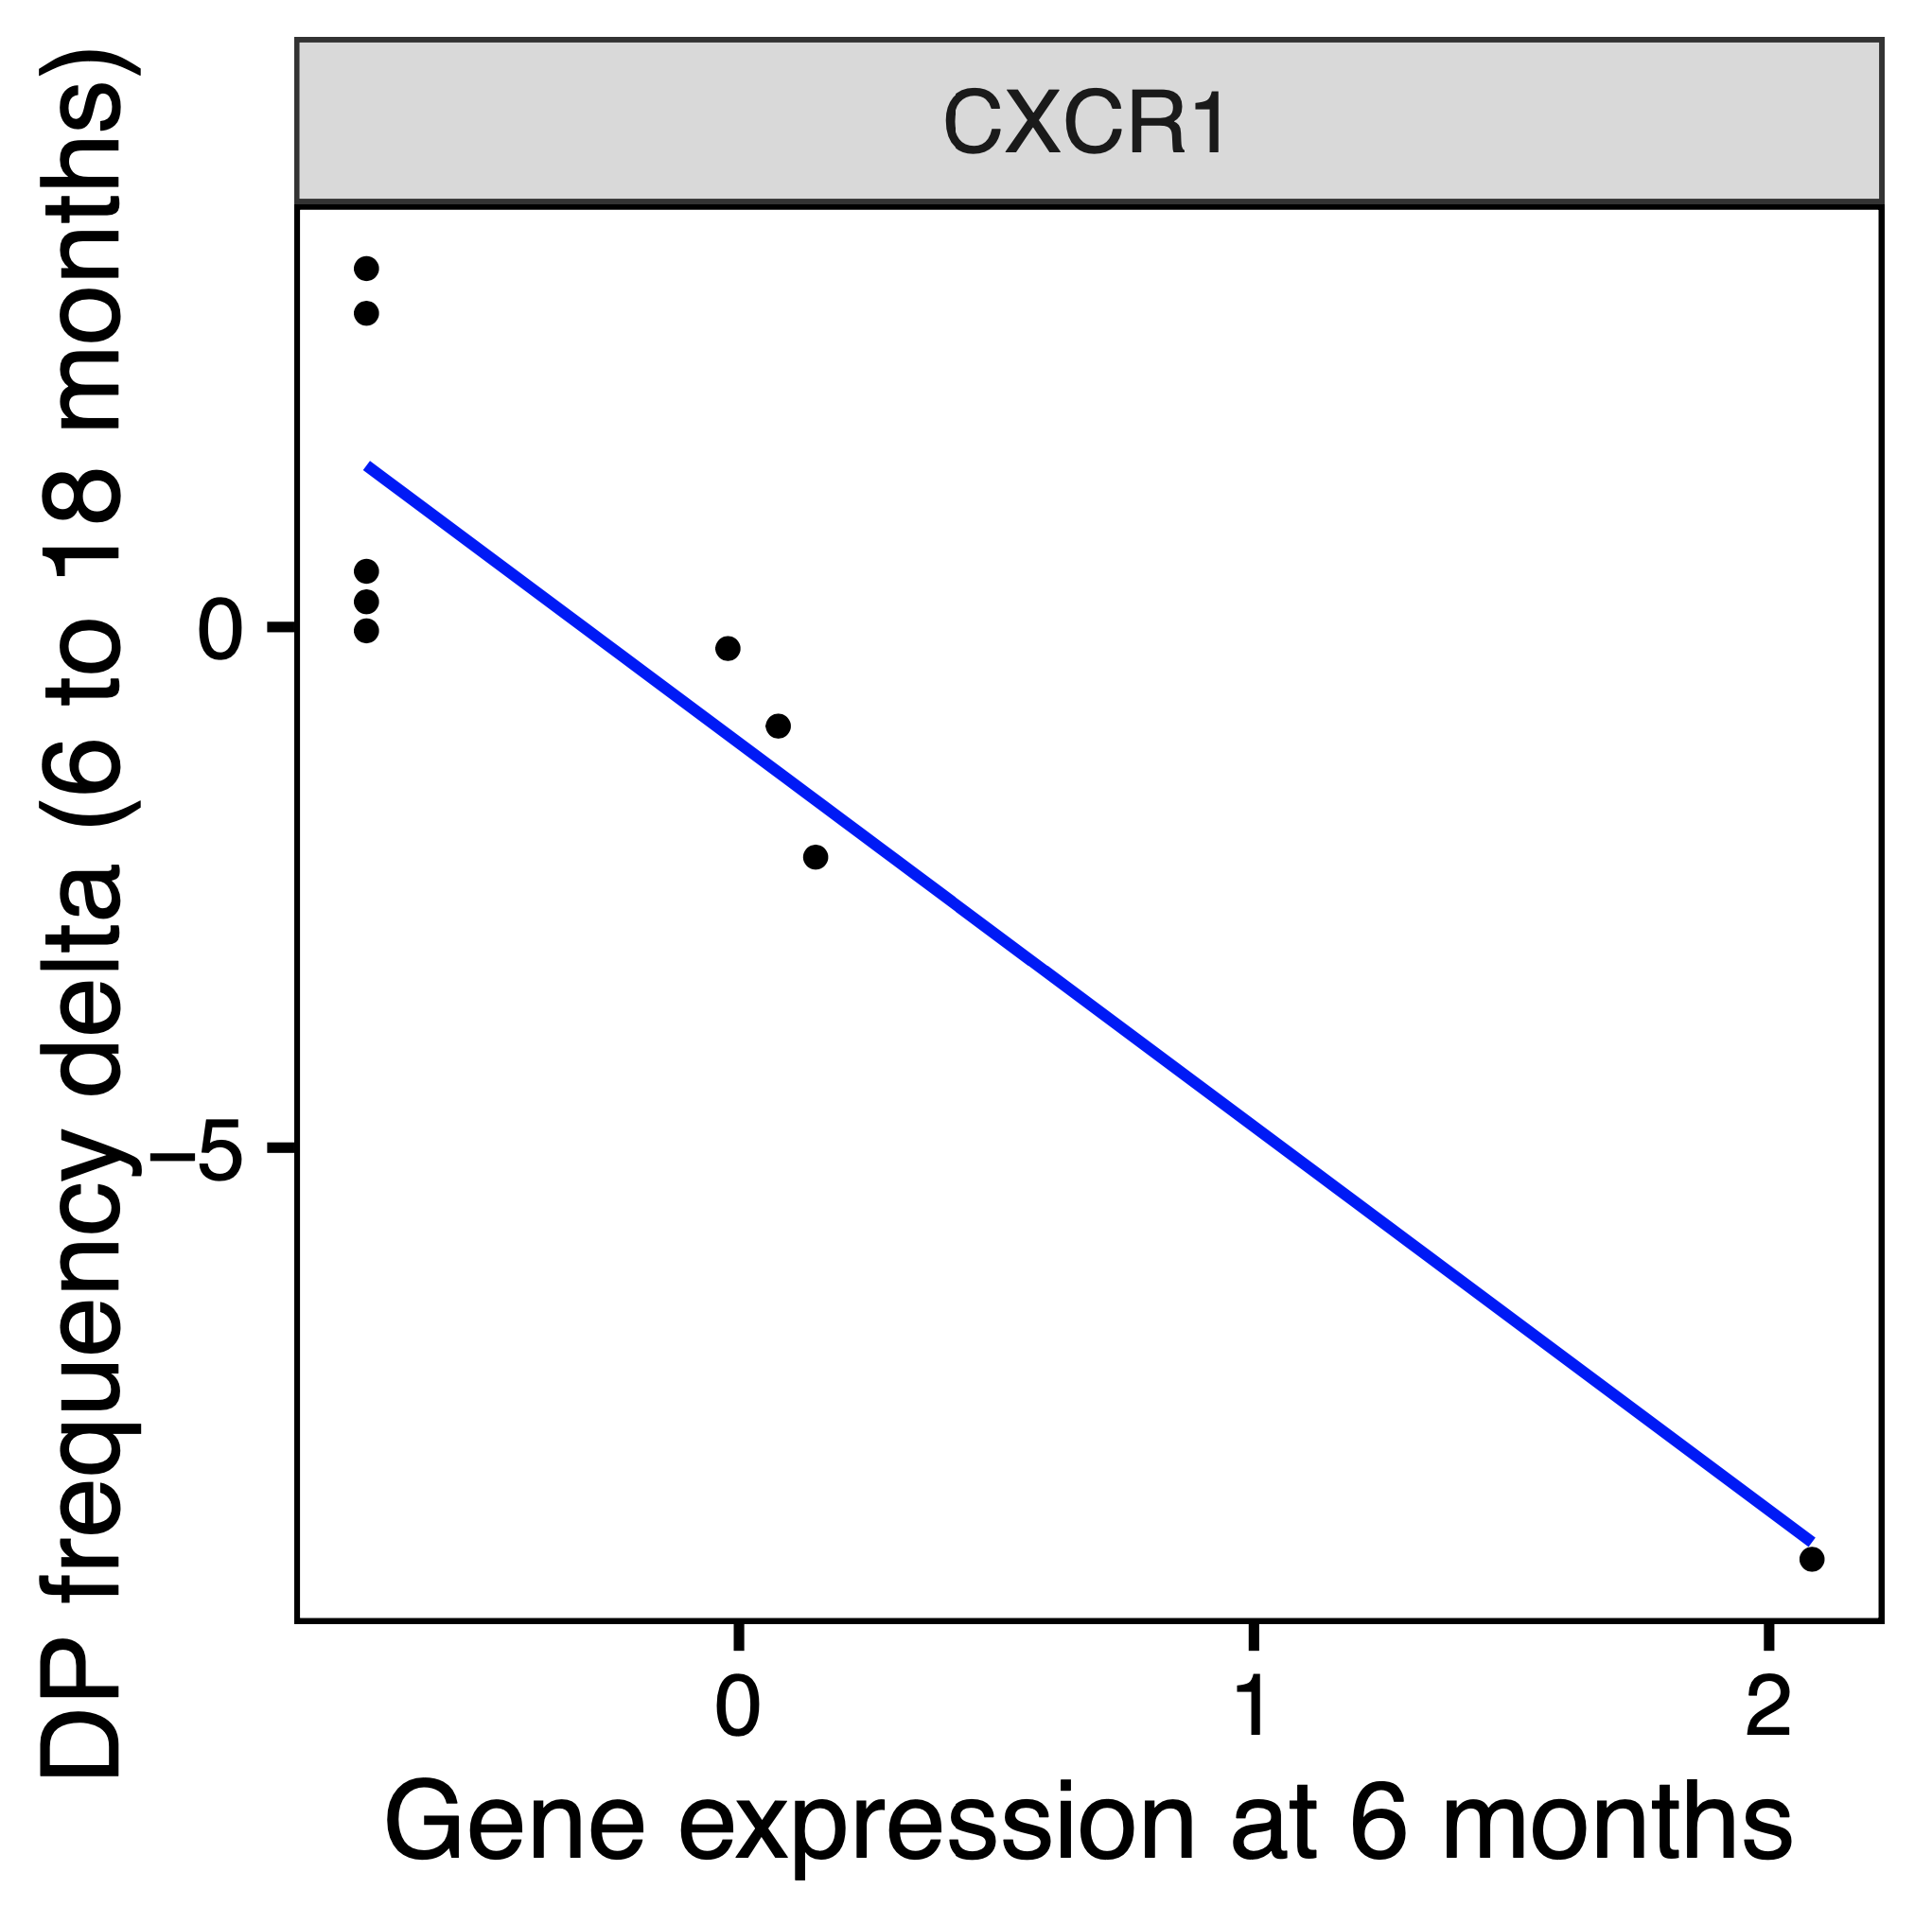 CXCR1
DP frequency delta (6 to 18 months)
0
–5
0
1
2
Gene expression at 6 months